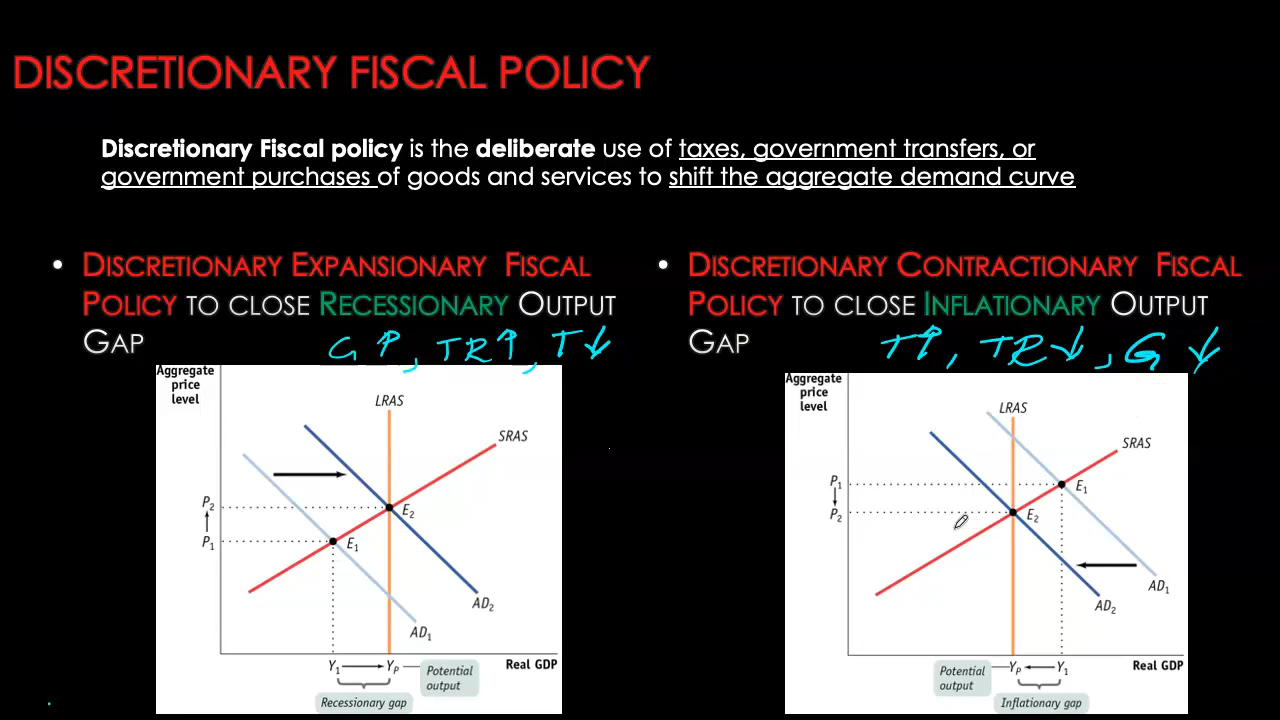 DISCRETIONARY FISCAL POLICY
Discretionary Fiscal policy is the deliberate use of taxes, government transfers, or
government purchases of goods and services to shift the aggregate demand curve
• DISCRETIONARY EXPANSIONARY FISCAL
POLICY TO CLOSE RECESSIONARY OUTPUT
GAP
G ↑, TR↑, T↓
Aggregate
price
level
LRAS
SRAS
P₂
↑
P₁
E₂
E₁
AD₂
AD₁
Y₁ → Yₚ
Real GDP
Potential
output
Recessionary gap
• DISCRETIONARY CONTRACTIONARY FISCAL
POLICY TO CLOSE INFLATIONARY OUTPUT
GAP
T↑, TR↓, G ↓
Aggregate
price
level
LRAS
SRAS
P₁
↓
P₂
E₁
E₂
AD₁
AD₂
Potential
output
Yₚ ← Y₁
Real GDP
Inflationary gap